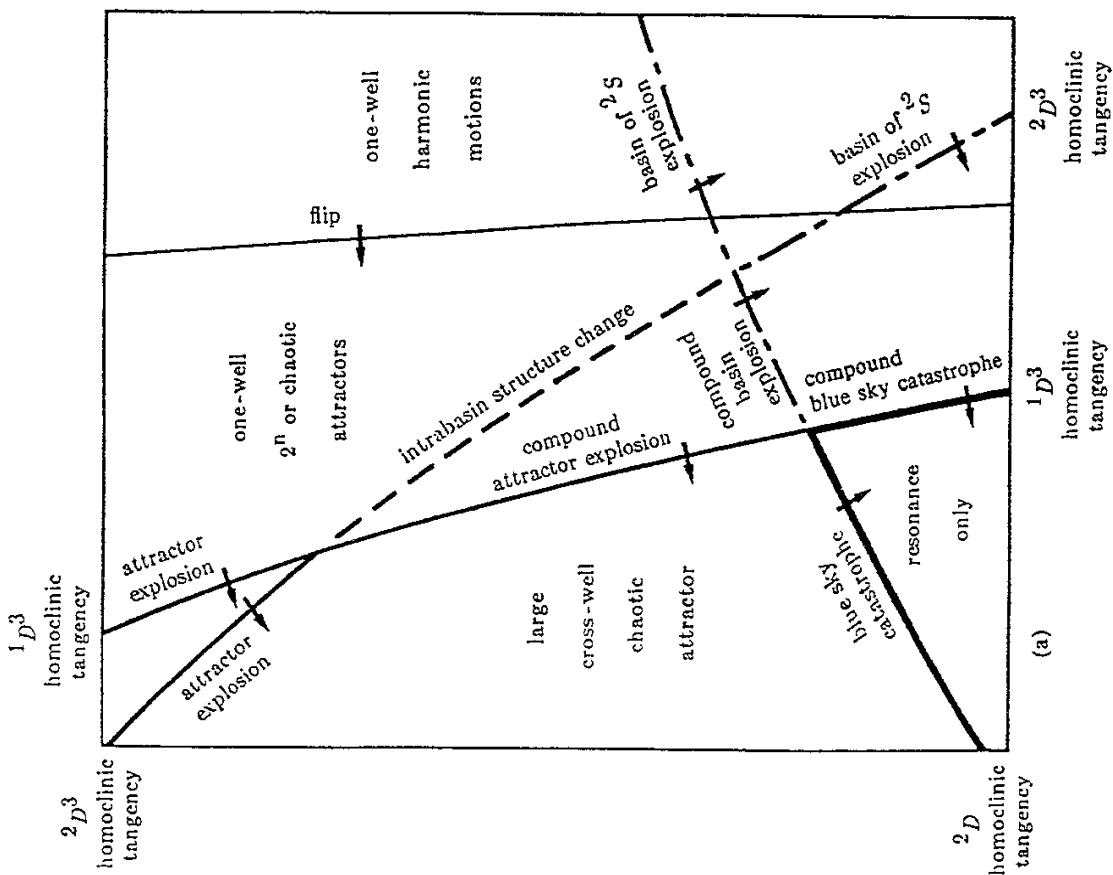 ²D³
homoclinic
tangency
¹D³
homoclinic
tangency
attractor
explosion
attractor
explosion
one-well
2ⁿ or chaotic
attractors
flip
one-well
harmonic
motions
intrabasin structure change
compound
attractor explosion
large
cross-well
chaotic
attractor
basin of ²S
explosion
compound
basin
explosion
basin of ²S
explosion
blue sky
catastrophe
compound
blue sky catastrophe
resonance
only
²D
homoclinic
tangency
¹D³
homoclinic
tangency
²D³
homoclinic
tangency
(a)